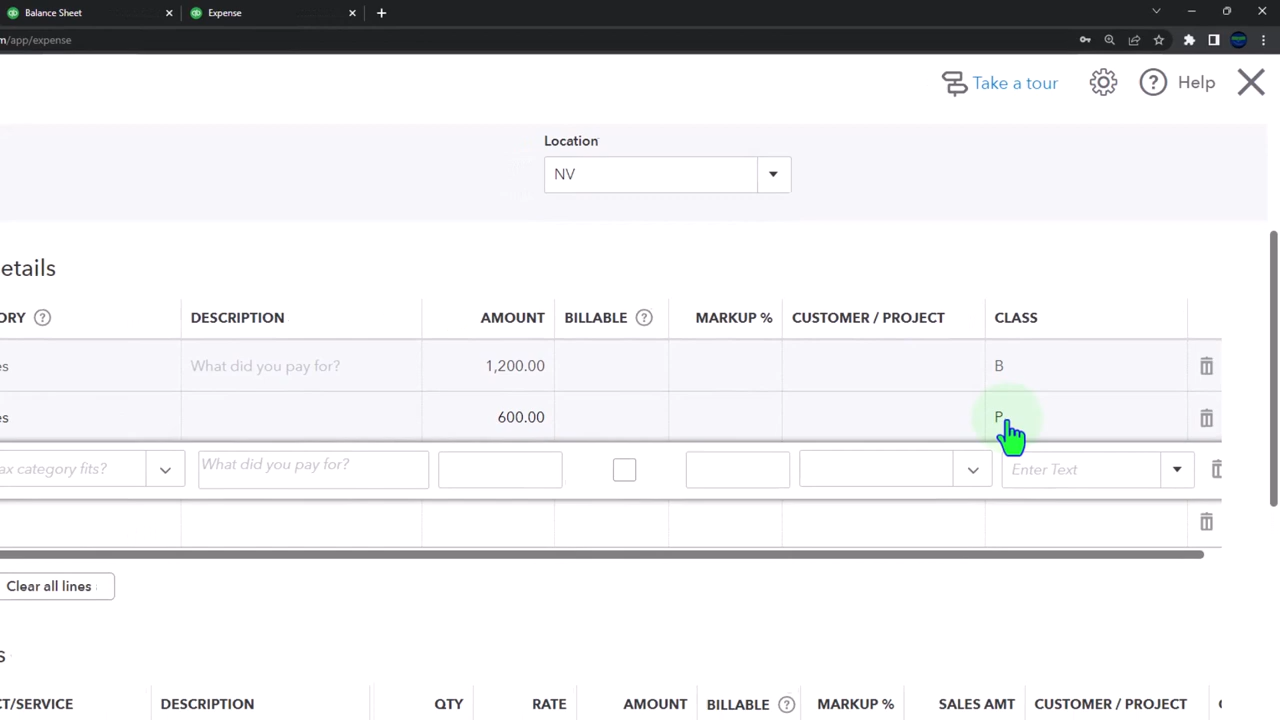 Balance Sheet Expense
m/app/expense
Take a tour Help
Location
NV
etails
ORY DESCRIPTION AMOUNT BILLABLE MARKUP % CUSTOMER / PROJECT CLASS
es What did you pay for? 1,200.00 B
es 600.00 P
ax category fits? What did you pay for? Enter Text
Clear all lines
s
CT/SERVICE DESCRIPTION QTY RATE AMOUNT BILLABLE MARKUP % SALES AMT CUSTOMER / PROJECT C